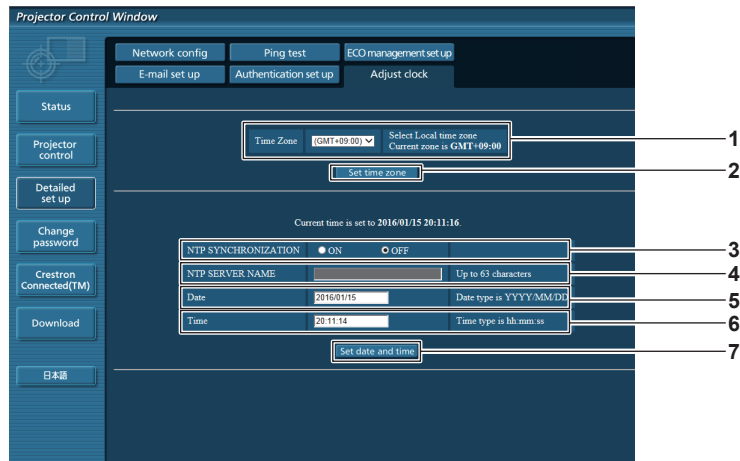 Projector Control Window
Network config
Ping test
ECO management set up
E-mail set up
Authentication set up
Adjust clock
Status
Projector
control
Detailed
set up
Change
password
Crestron
Connected(TM)
Download
日本語
Time Zone
(GMT+09:00)
Select Local time zone
Current zone is GMT+09:00
1
Set time zone
2
Current time is set to 2016/01/15 20:11:16.
NTP SYNCHRONIZATION
ON
OFF
3
NTP SERVER NAME
Up to 63 characters
4
Date
2016/01/15
Date type is YYYY/MM/DD
5
Time
20:11:14
Time type is hh:mm:ss
6
Set date and time
7